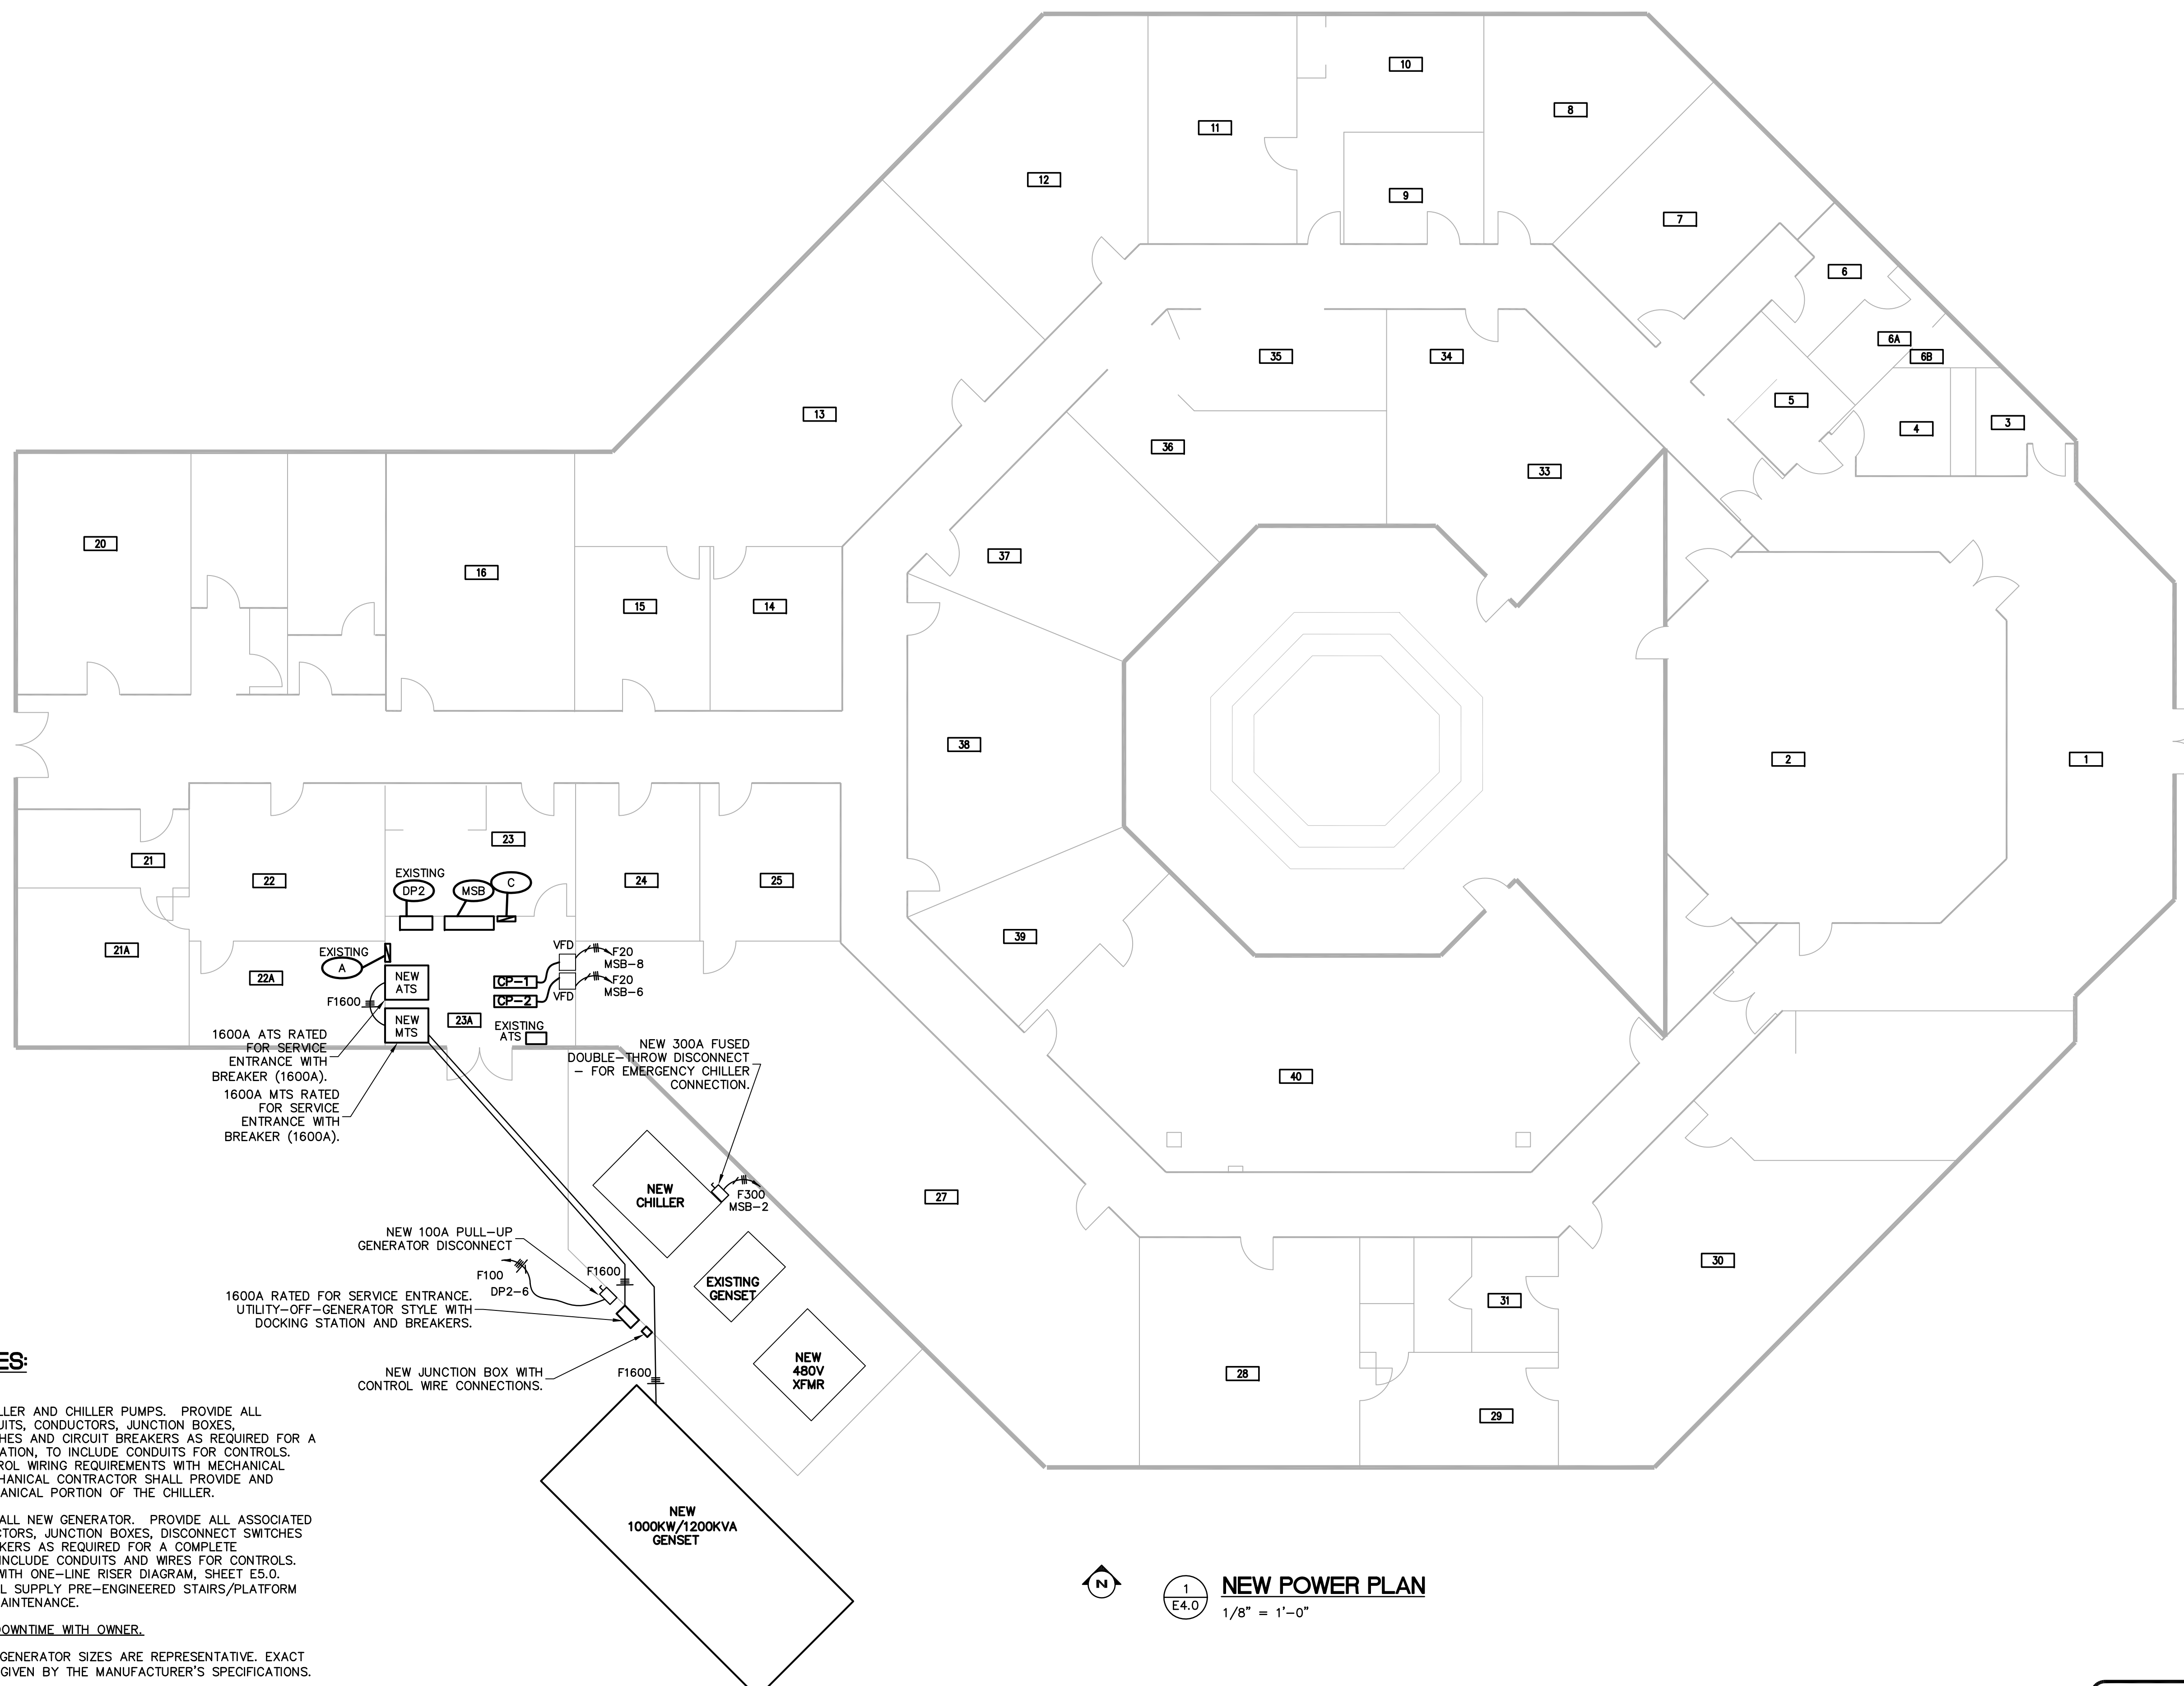 10
8
11
12
9
7
6
6A
6B
35
34
5
4
3
13
36
33
20
37
16
15
14
38
2
1
23
21
22
24
25
EXISTING
DP2
MSB
C
39
21A
22A
EXISTING
A
NEW
ATS
F1600
NEW
MTS
23A
VFD
F20
MSB-8
CP-1
F20
MSB-6
CP-2
VFD
EXISTING
ATS
1600A ATS RATED
FOR SERVICE
ENTRANCE WITH
BREAKER (1600A).
1600A MTS RATED
FOR SERVICE
ENTRANCE WITH
BREAKER (1600A).
NEW 300A FUSED
DOUBLE-THROW DISCONNECT
- FOR EMERGENCY CHILLER
CONNECTION.
40
NEW
CHILLER
F300
MSB-2
27
NEW 100A PULL-UP
GENERATOR DISCONNECT
F100
DP2-6
F1600
EXISTING
GENSET
30
31
1600A RATED FOR SERVICE ENTRANCE.
UTILITY-OFF-GENERATOR STYLE WITH
DOCKING STATION AND BREAKERS.
NEW JUNCTION BOX WITH
CONTROL WIRE CONNECTIONS.
F1600
NEW
480V
XFMR
28
29
NEW
1000KW/1200KVA
GENSET
ES:
LLER AND CHILLER PUMPS. PROVIDE ALL
UITS, CONDUCTORS, JUNCTION BOXES,
HES AND CIRCUIT BREAKERS AS REQUIRED FOR A
ATION, TO INCLUDE CONDUITS FOR CONTROLS.
ROL WIRING REQUIREMENTS WITH MECHANICAL
HANICAL CONTRACTOR SHALL PROVIDE AND
ANICAL PORTION OF THE CHILLER.
ALL NEW GENERATOR. PROVIDE ALL ASSOCIATED
CTORS, JUNCTION BOXES, DISCONNECT SWITCHES
KERS AS REQUIRED FOR A COMPLETE
INCLUDE CONDUITS AND WIRES FOR CONTROLS.
WITH ONE-LINE RISER DIAGRAM, SHEET E5.0.
L SUPPLY PRE-ENGINEERED STAIRS/PLATFORM
AINTENANCE.
OWNTIME WITH OWNER.
GENERATOR SIZES ARE REPRESENTATIVE. EXACT
GIVEN BY THE MANUFACTURER'S SPECIFICATIONS.
N
1
E4.0
NEW POWER PLAN
1/8" = 1'-0"